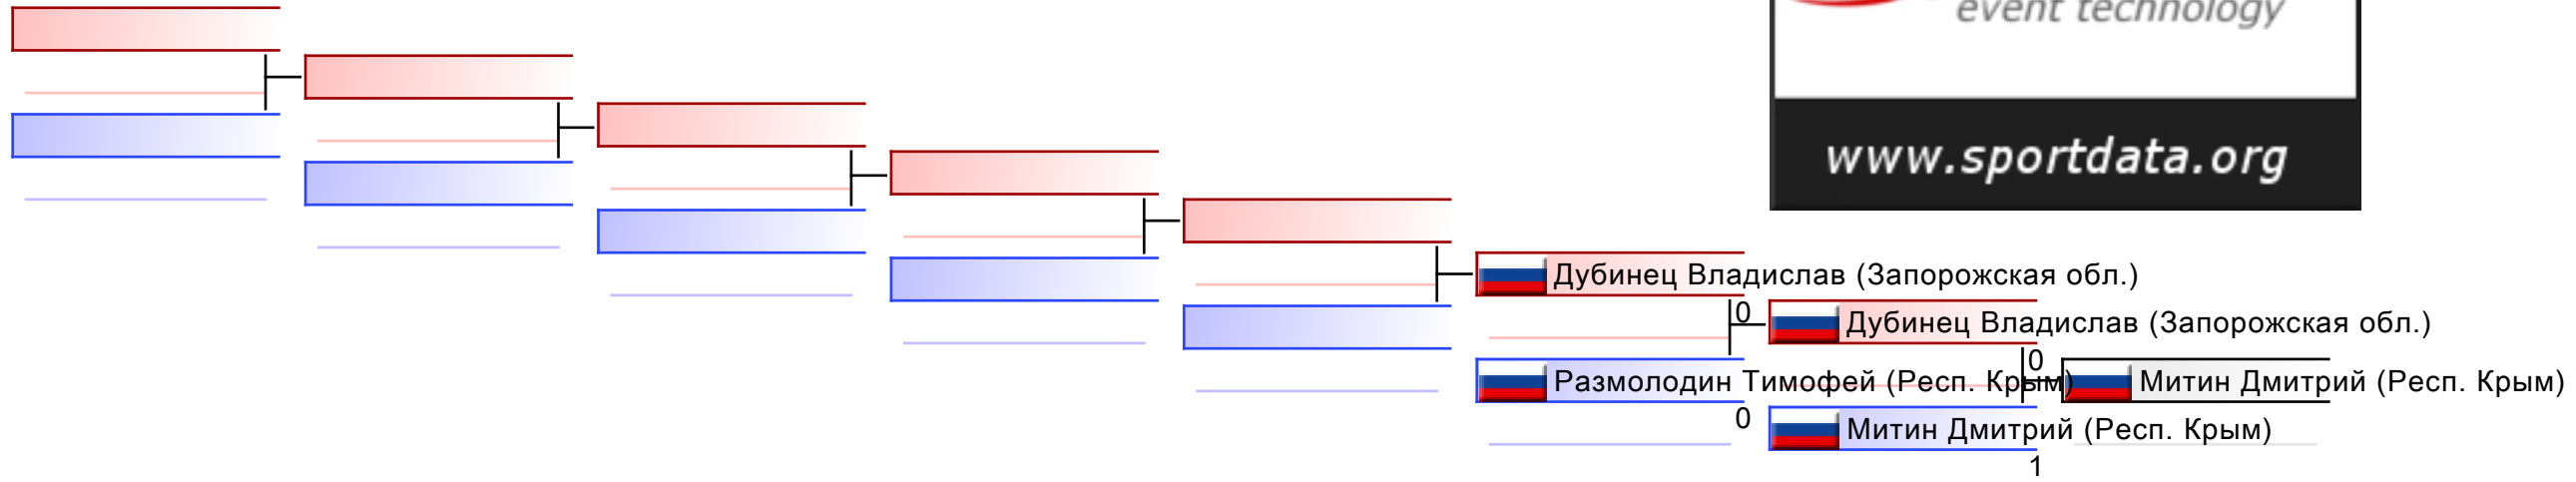 event technology
www.sportdata.org
Дубинец Владислав (Запорожская обл.)
0
Дубинец Владислав (Запорожская обл.)
0
Размолодин Тимофей (Респ. Крым)
Митин Дмитрий (Респ. Крым)
0
Митин Дмитрий (Респ. Крым)
1